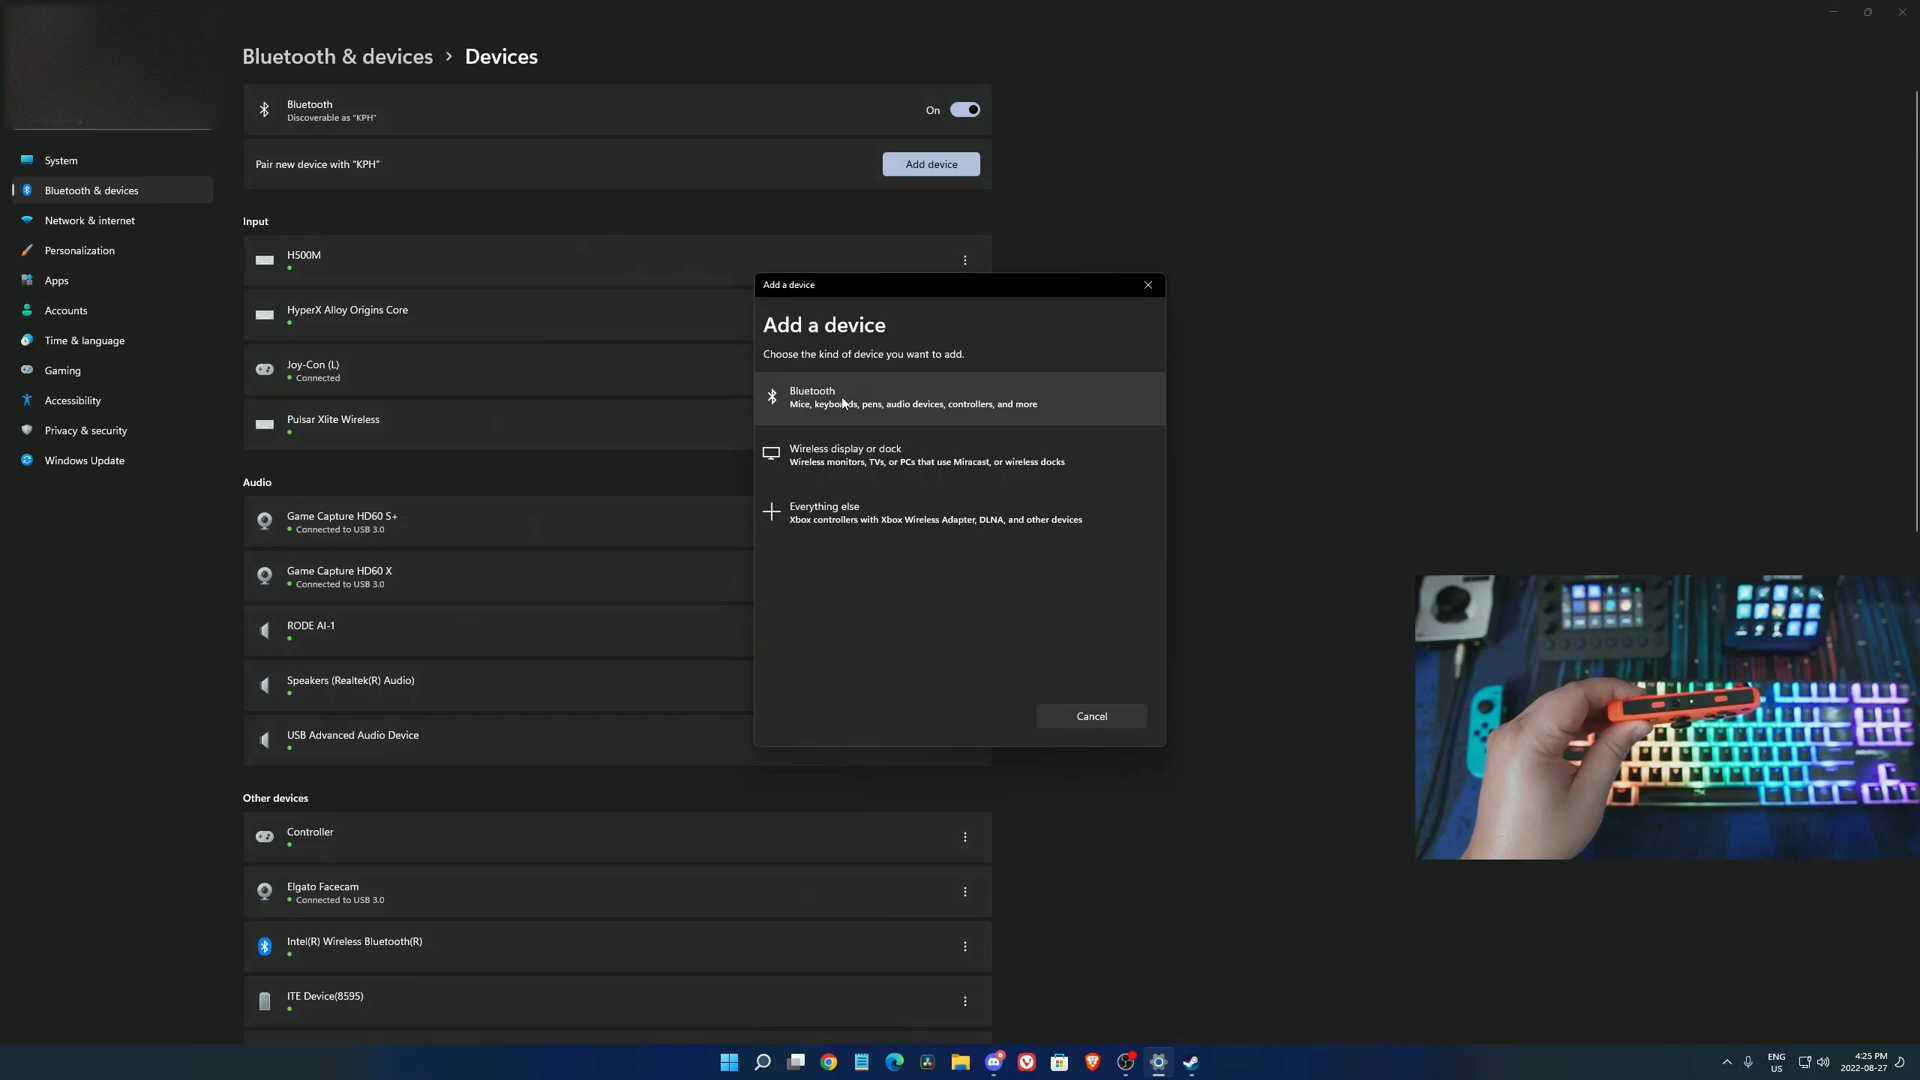 Bluetooth & devices > Devices
Bluetooth
Discoverable as "KPH"
On
Pair new device with "KPH"
Add device
System
Bluetooth & devices
Network & internet
Personalization
Apps
Accounts
Time & language
Gaming
Accessibility
Privacy & security
Windows Update
Input
H500M
HyperX Alloy Origins Core
Joy-Con (L)
Connected
Pulsar Xlite Wireless
Audio
Game Capture HD60 S+
Connected to USB 3.0
Game Capture HD60 X
Connected to USB 3.0
RODE AI-1
Speakers (Realtek(R) Audio)
USB Advanced Audio Device
Other devices
Controller
Elgato Facecam
Connected to USB 3.0
Intel(R) Wireless Bluetooth(R)
ITE Device(8595)
Add a device
Add a device
Choose the kind of device you want to add.
Bluetooth
Mice, keyboards, pens, audio devices, controllers, and more
Wireless display or dock
Wireless monitors, TVs, or PCs that use Miracast, or wireless docks
Everything else
Xbox controllers with Xbox Wireless Adapter, DLNA, and other devices
Cancel
ENG
US
4:25 PM
2022-08-27